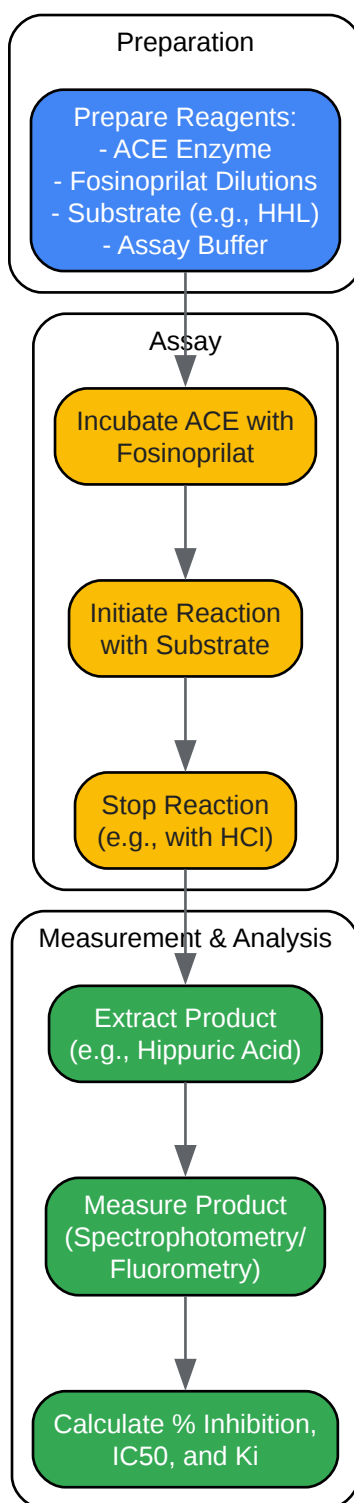 Preparation
Prepare Reagents:
- ACE Enzyme
- Fosinoprilat Dilutions
- Substrate (e.g., HHL)
- Assay Buffer
Assay
Incubate ACE with
Fosinoprilat
Initiate Reaction
with Substrate
Stop Reaction
(e.g., with HCl)
Measurement & Analysis
Extract Product
(e.g., Hippuric Acid)
Measure Product
(Spectrophotometry/
Fluorometry)
Calculate % Inhibition,
IC50, and Ki